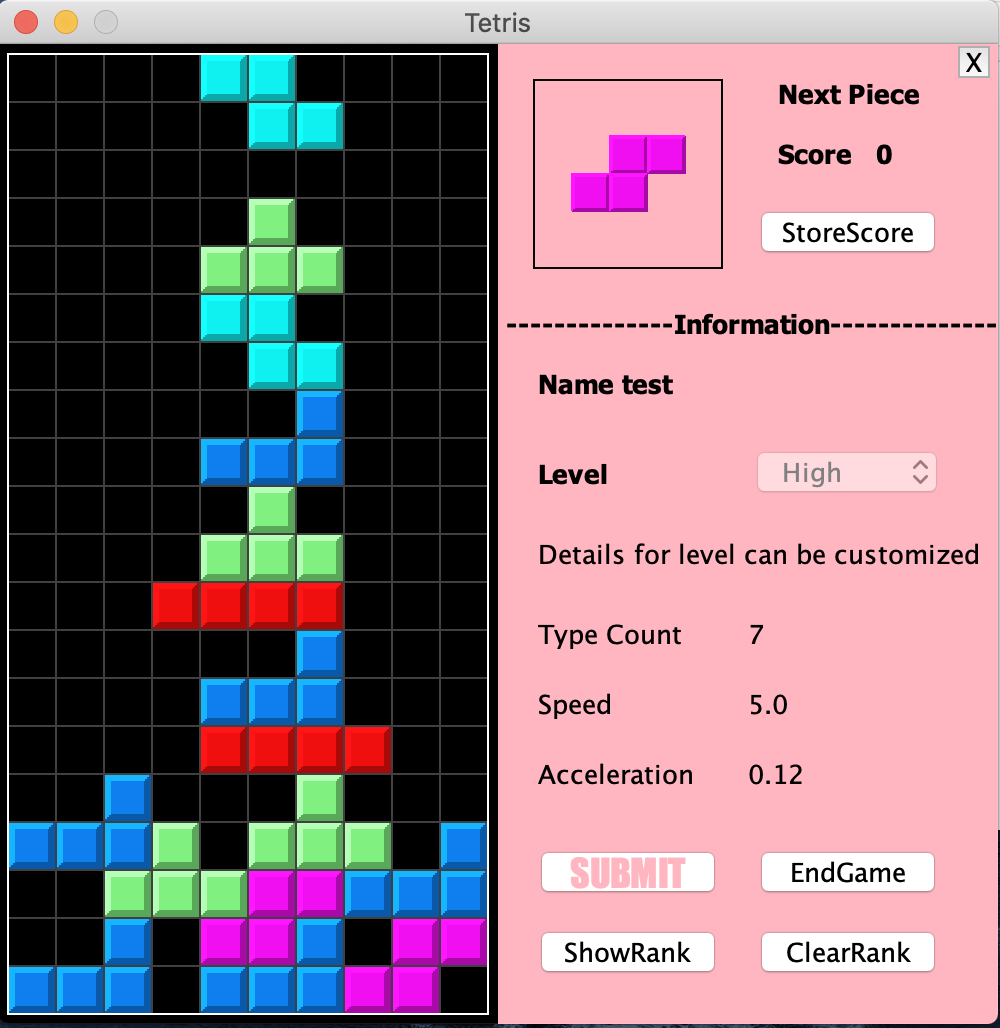 Tetris
X
Next Piece
Score 0
StoreScore
--------------Information--------------
Name test
Level High
Details for level can be customized
Type Count 7
Speed 5.0
Acceleration 0.12
SUBMIT EndGame
ShowRank ClearRank